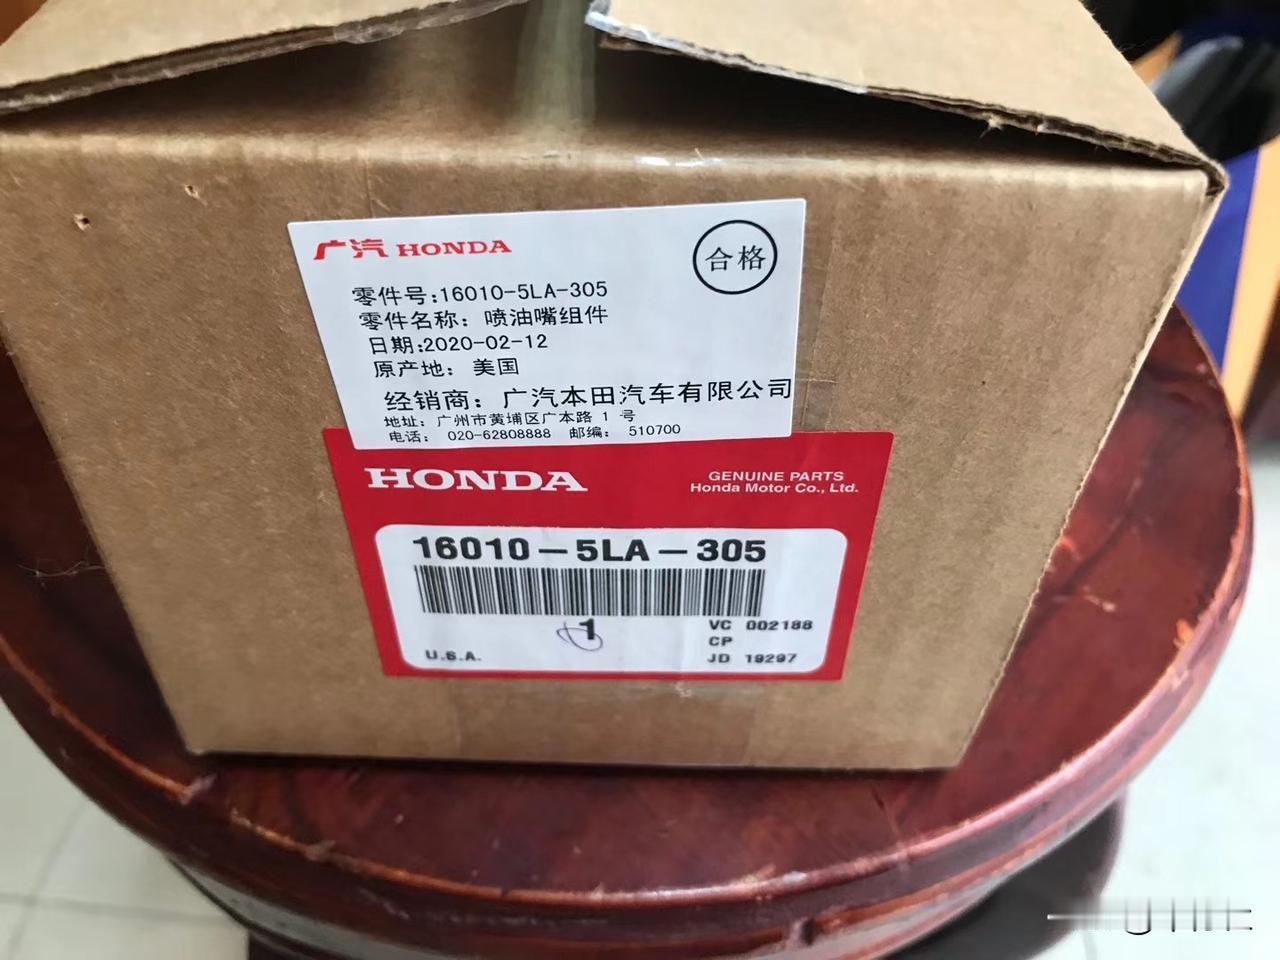 广汽 HONDA
合格
零件号:16010-5LA-305
零件名称：喷油嘴组件
日期:2020-02-12
原产地：美国
经销商：广汽本田汽车有限公司
地址：广州市黄埔区广本路 1 号
电话： 020-62808888 邮编： 510700
HONDA
GENUINE PARTS
Honda Motor Co., Ltd.
16010-5LA-305
1
VC 002188
CP
U.S.A.
JD 19297